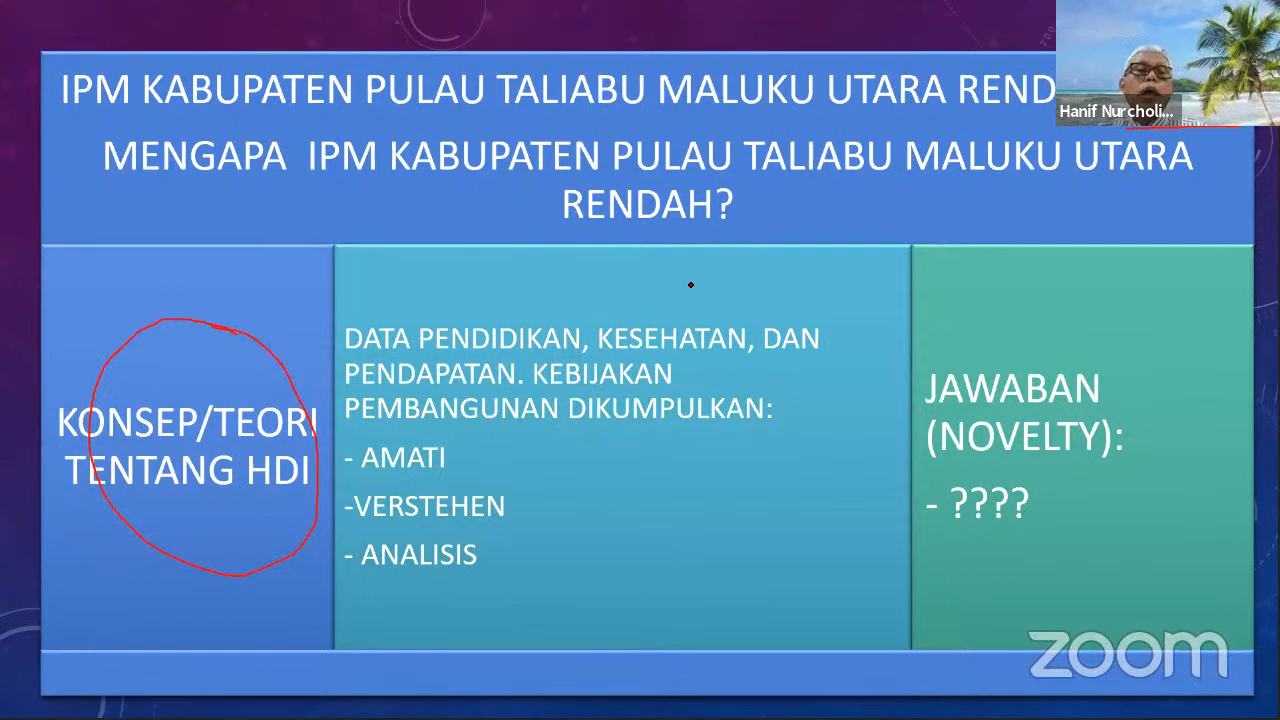 IPM KABUPATEN PULAU TALIABU MALUKU UTARA REND
Hanif Nurcholi...
MENGAPA IPM KABUPATEN PULAU TALIABU MALUKU UTARA
RENDAH?
KONSEP/TEORI
TENTANG HDI
DATA PENDIDIKAN, KESEHATAN, DAN
PENDAPATAN. KEBIJAKAN
PEMBANGUNAN DIKUMPULKAN:
- AMATI
-VERSTEHEN
- ANALISIS
JAWABAN
(NOVELTY):
- ????
zoom